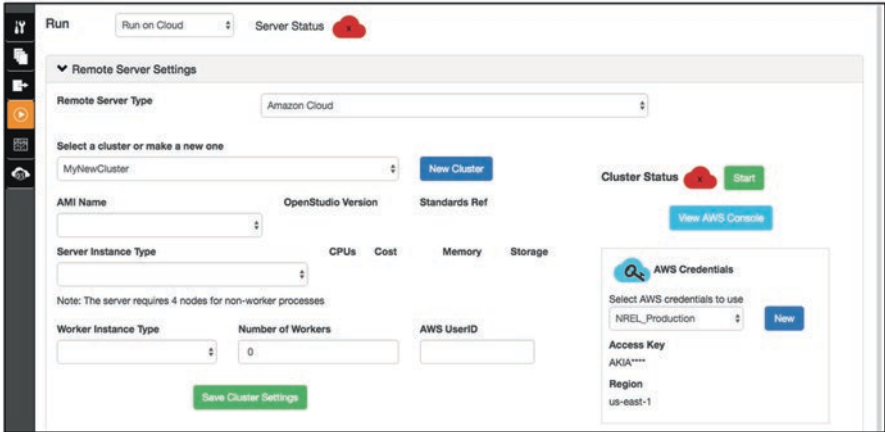 Run
Run on Cloud
Server Status
x
Remote Server Settings
Remote Server Type
Amazon Cloud
Select a cluster or make a new one
MyNewCluster
New Cluster
Cluster Status
x
Start
AMI Name
OpenStudio Version
Standards Ref
View AWS Console
Server Instance Type
CPUs
Cost
Memory
Storage
AWS Credentials
Note: The server requires 4 nodes for non-worker processes
Select AWS credentials to use
NREL_Production
New
Worker Instance Type
Number of Workers
AWS UserID
0
Access Key
AKIA****
Region
us-east-1
Save Cluster Settings